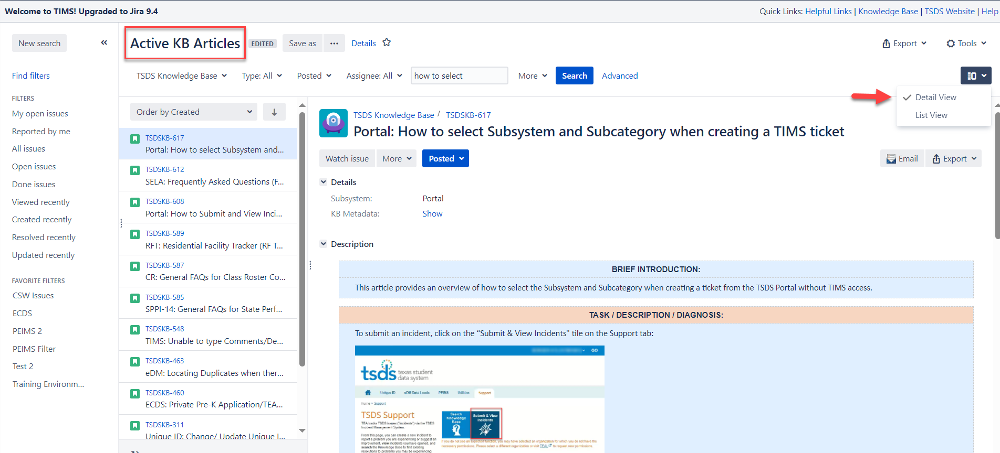 Welcome to TIMS! Upgraded to Jira 9.4
Quick Links: Helpful Links | Knowledge Base | TSDS Website | Help
New search
«
Active KB Articles
EDITED
Save as
···
Details
Export
Tools
Find filters
TSDS Knowledge Base
Type: All
Posted
Assignee: All
how to select
More
Search
Advanced
Detail View
List View
FILTERS
My open issues
Reported by me
All issues
Open issues
Done issues
Viewed recently
Created recently
Resolved recently
Updated recently
FAVORITE FILTERS
CSW Issues
ECDS
PEIMS 2
PEIMS Filter
Test 2
Training Environm...
Order by Created
TSDSKB-617
Portal: How to select Subsystem and...
TSDSKB-612
SELA: Frequently Asked Questions (F...
TSDSKB-608
Portal: How to Submit and View Inci...
TSDSKB-589
RFT: Residential Facility Tracker (RF T...
TSDSKB-587
CR: General FAQs for Class Roster Co...
TSDSKB-585
SPPI-14: General FAQs for State Perf...
TSDSKB-548
TIMS: Unable to type Comments/De...
TSDSKB-463
eDM: Locating Duplicates when ther...
TSDSKB-460
ECDS: Private Pre-K Application/TEA...
TSDSKB-311
Unique ID: Change/ Update Unique I...
TSDS Knowledge Base / TSDSKB-617
Portal: How to select Subsystem and Subcategory when creating a TIMS ticket
Watch issue
More
Posted
Email
Export
Details
Subsystem: Portal
KB Metadata: Show
Description
BRIEF INTRODUCTION:
This article provides an overview of how to select the Subsystem and Subcategory when creating a ticket from the TSDS Portal without TIMS access.
TASK / DESCRIPTION / DIAGNOSIS:
To submit an incident, click on the “Submit & View Incidents" tile on the Support tab:
GO
tsds texas student
data system
Unique ID
eDM Data Loads
PEIMS
Utilities
Support
Home > Support
TSDS Support
TEA tracks TSDS issues ("incidents") via the TSDS
Incident Management System.
From this page, you can create a new incident to
report a problem you are experiencing or suggest an
improvement, view incidents you have opened, and
search the Knowledge Base to find existing
resolutions to problems you may be experiencing
Search
Knowledge
Base
Submit & View
Incidents
If you do not see an expected function, you may have selected an organization for which you do not have the
necessary permissions. Please select a different organization or visit TEAL to request new permissions.